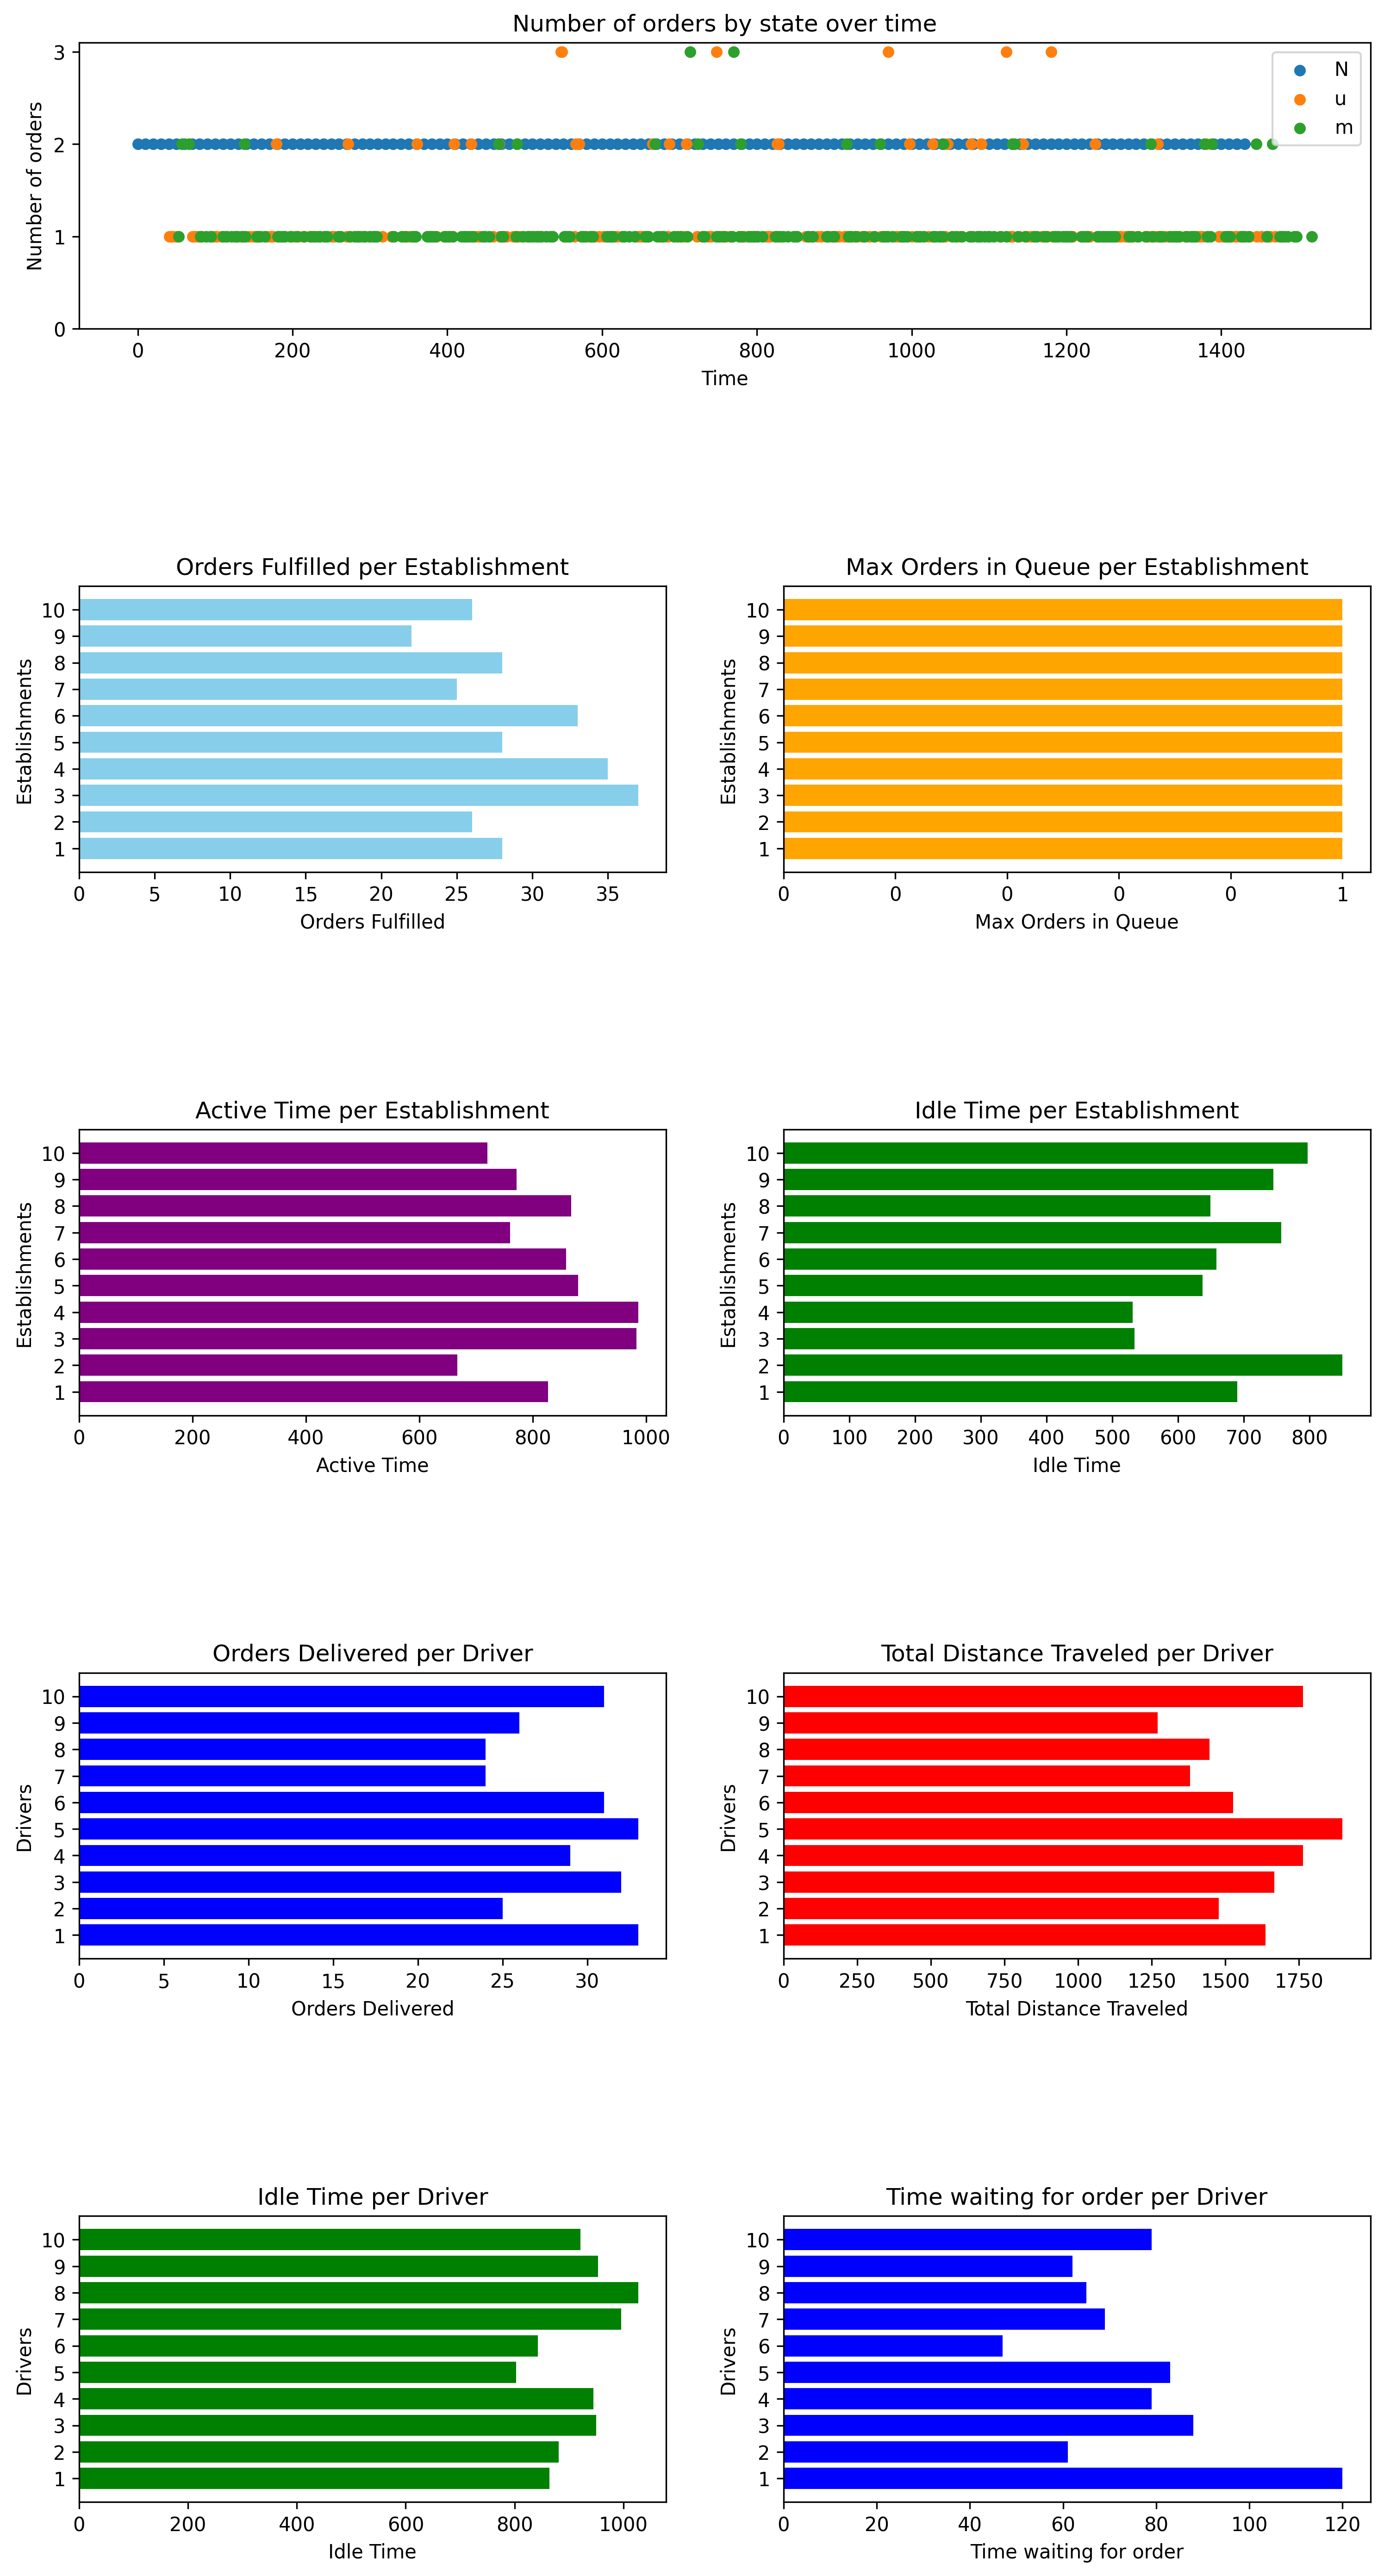 Number of orders by state over time
3
2
1
0
Number of orders
N
u
m
0 200 400 600 800 1000 1200 1400
Time
Orders Fulfilled per Establishment
10
9
8
7
6
5
4
3
2
1
Establishments
0 5 10 15 20 25 30 35
Orders Fulfilled
Max Orders in Queue per Establishment
10
9
8
7
6
5
4
3
2
1
Establishments
0 0 0 0 0 1
Max Orders in Queue
Active Time per Establishment
10
9
8
7
6
5
4
3
2
1
Establishments
0 200 400 600 800 1000
Active Time
Idle Time per Establishment
10
9
8
7
6
5
4
3
2
1
Establishments
0 100 200 300 400 500 600 700 800
Idle Time
Orders Delivered per Driver
10
9
8
7
6
5
4
3
2
1
Drivers
0 5 10 15 20 25 30
Orders Delivered
Total Distance Traveled per Driver
10
9
8
7
6
5
4
3
2
1
Drivers
0 250 500 750 1000 1250 1500 1750
Total Distance Traveled
Idle Time per Driver
10
9
8
7
6
5
4
3
2
1
Drivers
0 200 400 600 800 1000
Idle Time
Time waiting for order per Driver
10
9
8
7
6
5
4
3
2
1
Drivers
0 20 40 60 80 100 120
Time waiting for order